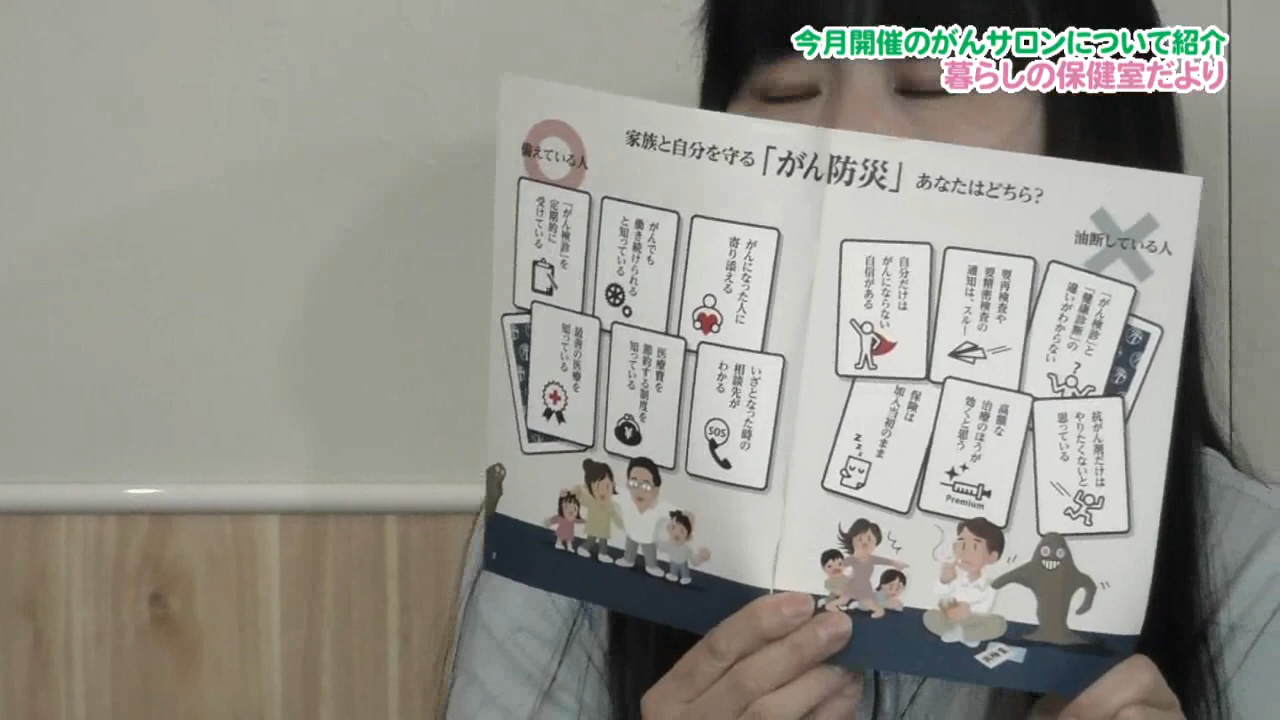 今月開催のがんサロンについて紹介
暮らしの保健室だより
家族と自分を守る「がん防災」あなたはどちら？
備えている人
「がん検診」を
定期的に
受けている
がんでも
働き続けられる
と知っている
がんになった人に
寄り添える
最善の医療を
知っている
医療費を
節約する制度を
知っている
いざとなった時の
相談先が
わかる
SOS
油断している人
自分だけは
がんにならない
自信がある
要再検査や
要精密検査の
通知は、スルー
「がん検診」と
「健康診断」の
違いがわからない
保険は
加入当初のまま
高額な
治療のほうが
効くと思う
Premium
抗がん剤だけは
やりたくないと
思っている